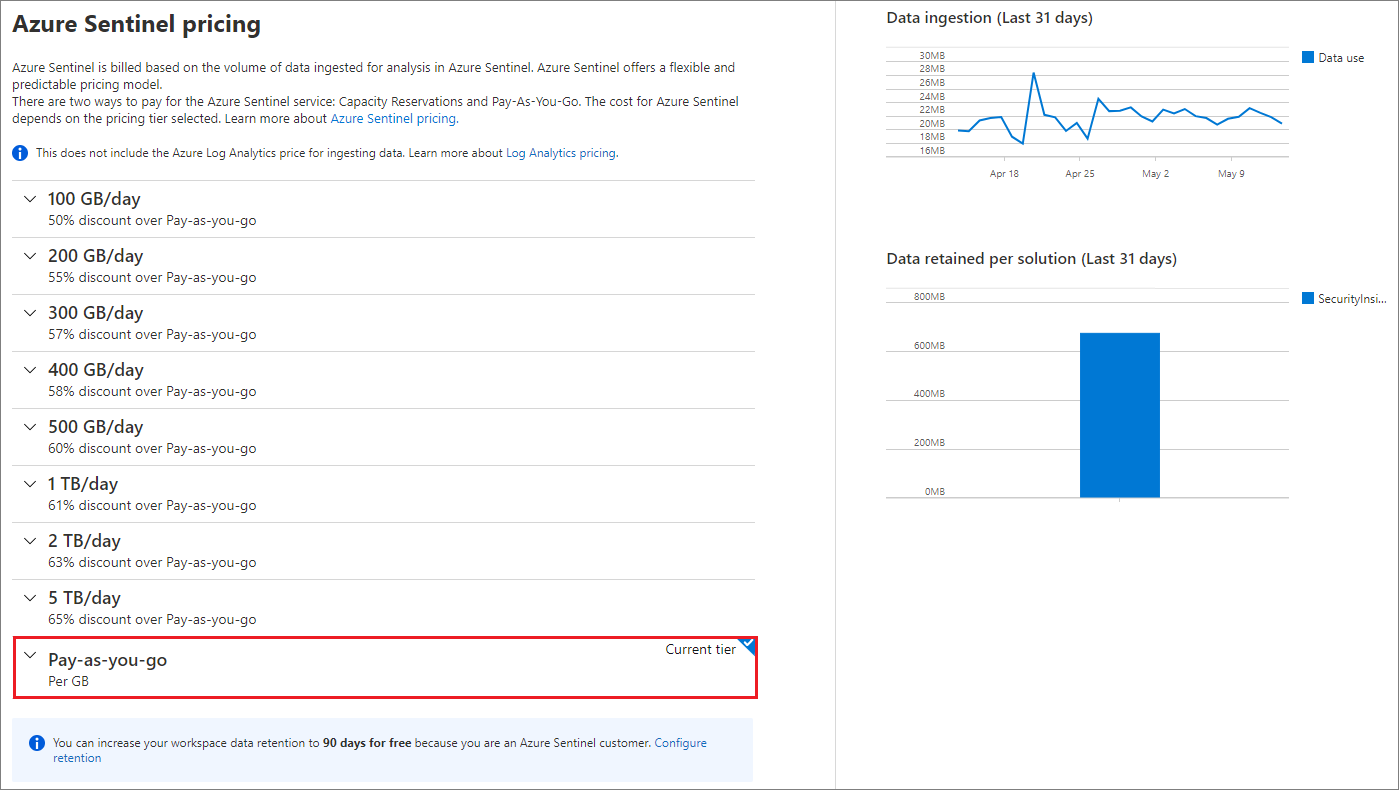 Azure Sentinel pricing
Azure Sentinel is billed based on the volume of data ingested for analysis in Azure Sentinel. Azure Sentinel offers a flexible and
predictable pricing model.
There are two ways to pay for the Azure Sentinel service: Capacity Reservations and Pay-As-You-Go. The cost for Azure Sentinel
depends on the pricing tier selected. Learn more about Azure Sentinel pricing.
This does not include the Azure Log Analytics price for ingesting data. Learn more about Log Analytics pricing.
100 GB/day
50% discount over Pay-as-you-go
200 GB/day
55% discount over Pay-as-you-go
300 GB/day
57% discount over Pay-as-you-go
400 GB/day
58% discount over Pay-as-you-go
500 GB/day
60% discount over Pay-as-you-go
1 TB/day
61% discount over Pay-as-you-go
2 TB/day
63% discount over Pay-as-you-go
5 TB/day
65% discount over Pay-as-you-go
Current tier
Pay-as-you-go
Per GB
You can increase your workspace data retention to 90 days for free because you are an Azure Sentinel customer. Configure
retention
Data ingestion (Last 31 days)
30MB
28MB
26MB
24MB
22MB
20MB
18MB
16MB
Apr 18 Apr 25 May 2 May 9
Data use
Data retained per solution (Last 31 days)
800MB
600MB
400MB
200MB
0MB
SecurityInsi...